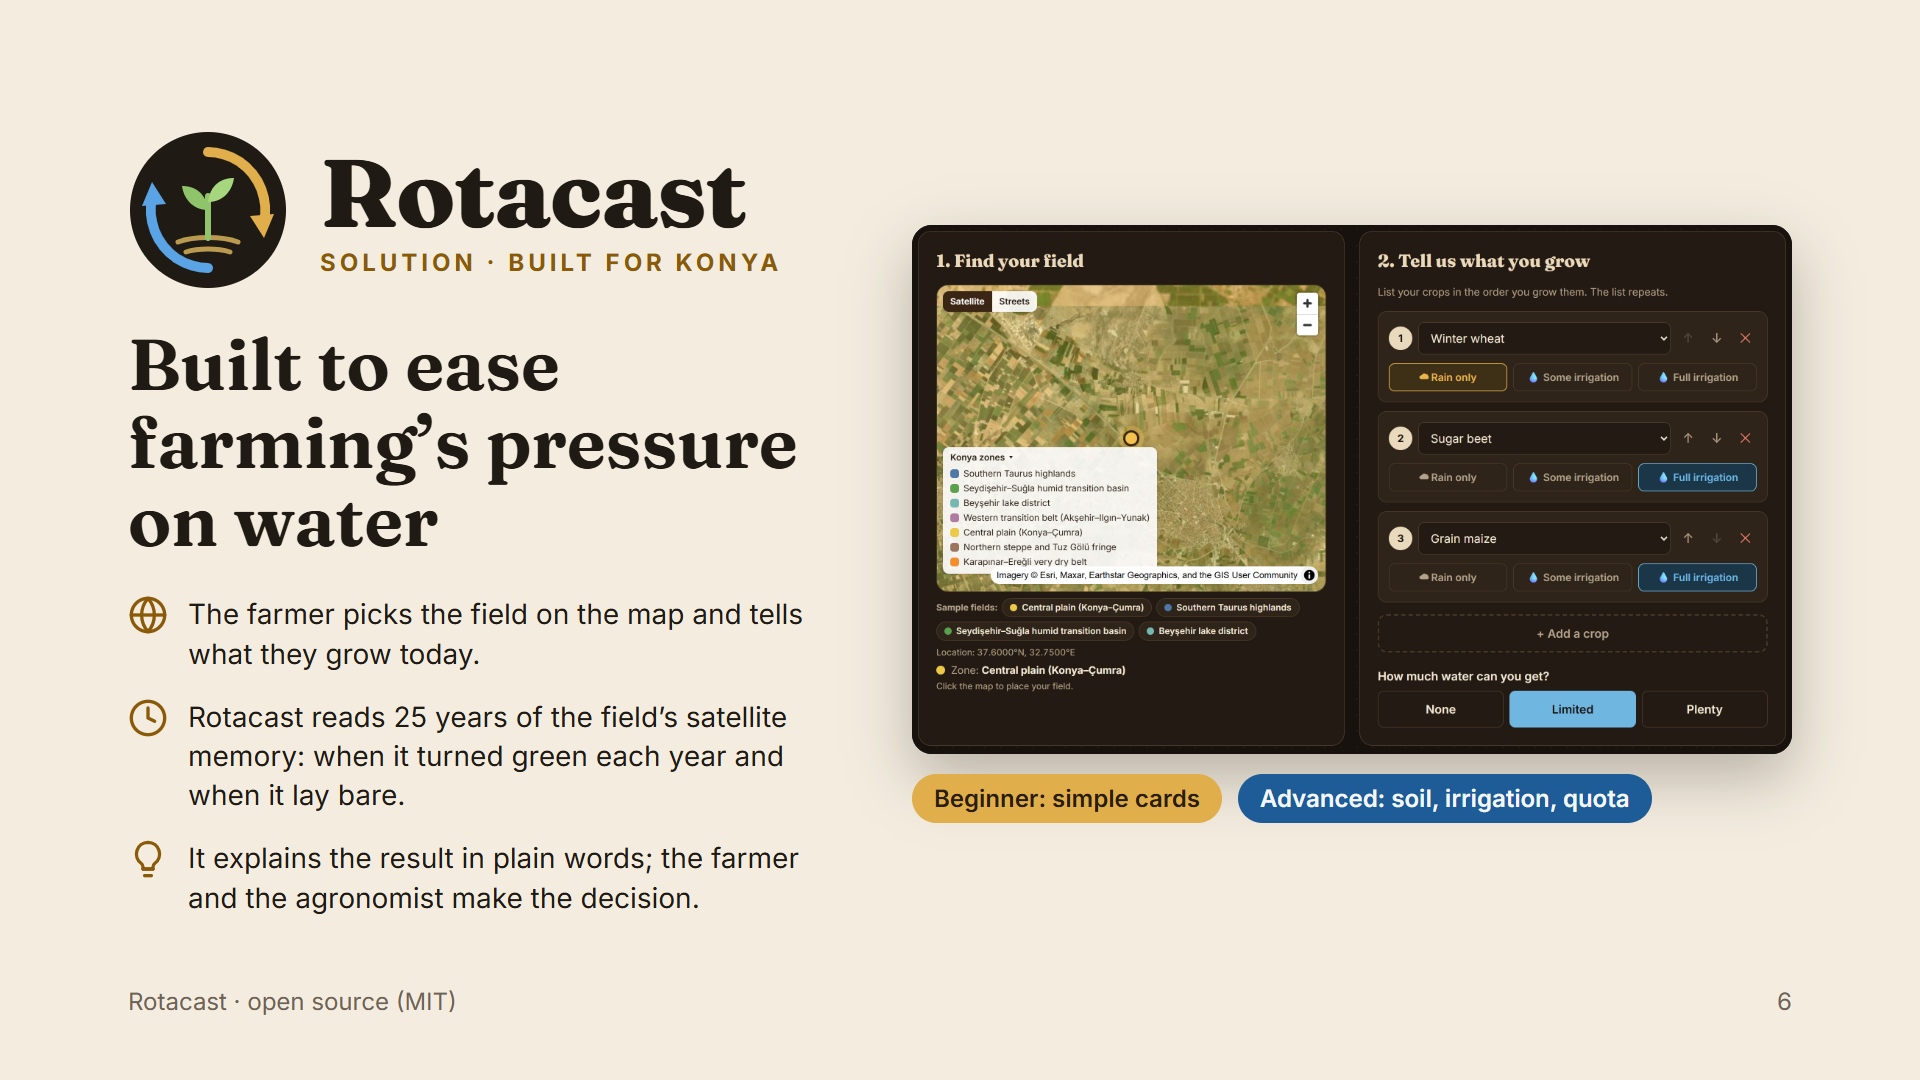 Rotacast
SOLUTION · BUILT FOR KONYA
Built to ease
farming’s pressure
on water
The farmer picks the field on the map and tells
what they grow today.
Rotacast reads 25 years of the field’s satellite
memory: when it turned green each year and
when it lay bare.
It explains the result in plain words; the farmer
and the agronomist make the decision.
1. Find your field
Satellite Streets
+
−
Konya zones
Southern Taurus highlands
Seydişehir–Suğla humid transition basin
Beyşehir lake district
Western transition belt (Akşehir–Ilgın–Yunak)
Central plain (Konya–Çumra)
Northern steppe and Tuz Gölü fringe
Karapınar–Ereğli very dry belt
Imagery © Esri, Maxar, Earthstar Geographics, and the GIS User Community
Sample fields: Central plain (Konya–Çumra) Southern Taurus highlands
Seydişehir–Suğla humid transition basin Beyşehir lake district
Location: 37.6000°N, 32.7500°E
Zone: Central plain (Konya–Çumra)
Click the map to place your field.
2. Tell us what you grow
List your crops in the order you grow them. The list repeats.
1 Winter wheat
Rain only Some irrigation Full irrigation
2 Sugar beet
Rain only Some irrigation Full irrigation
3 Grain maize
Rain only Some irrigation Full irrigation
+ Add a crop
How much water can you get?
None Limited Plenty
Beginner: simple cards Advanced: soil, irrigation, quota
Rotacast · open source (MIT)
6